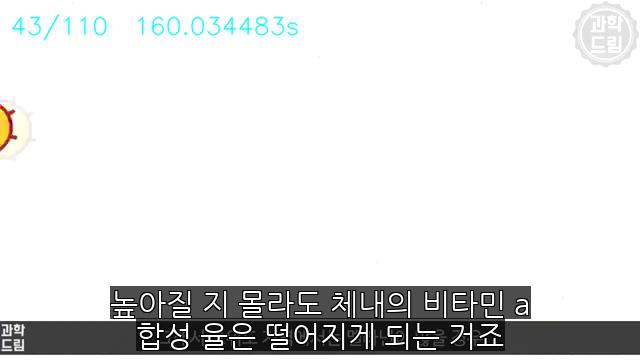 43/110 160.034483s
과학
드림
높아질 지 몰라도 체내의 비타민 a
합성 율은 떨어지게 되는 거죠
과학
드림